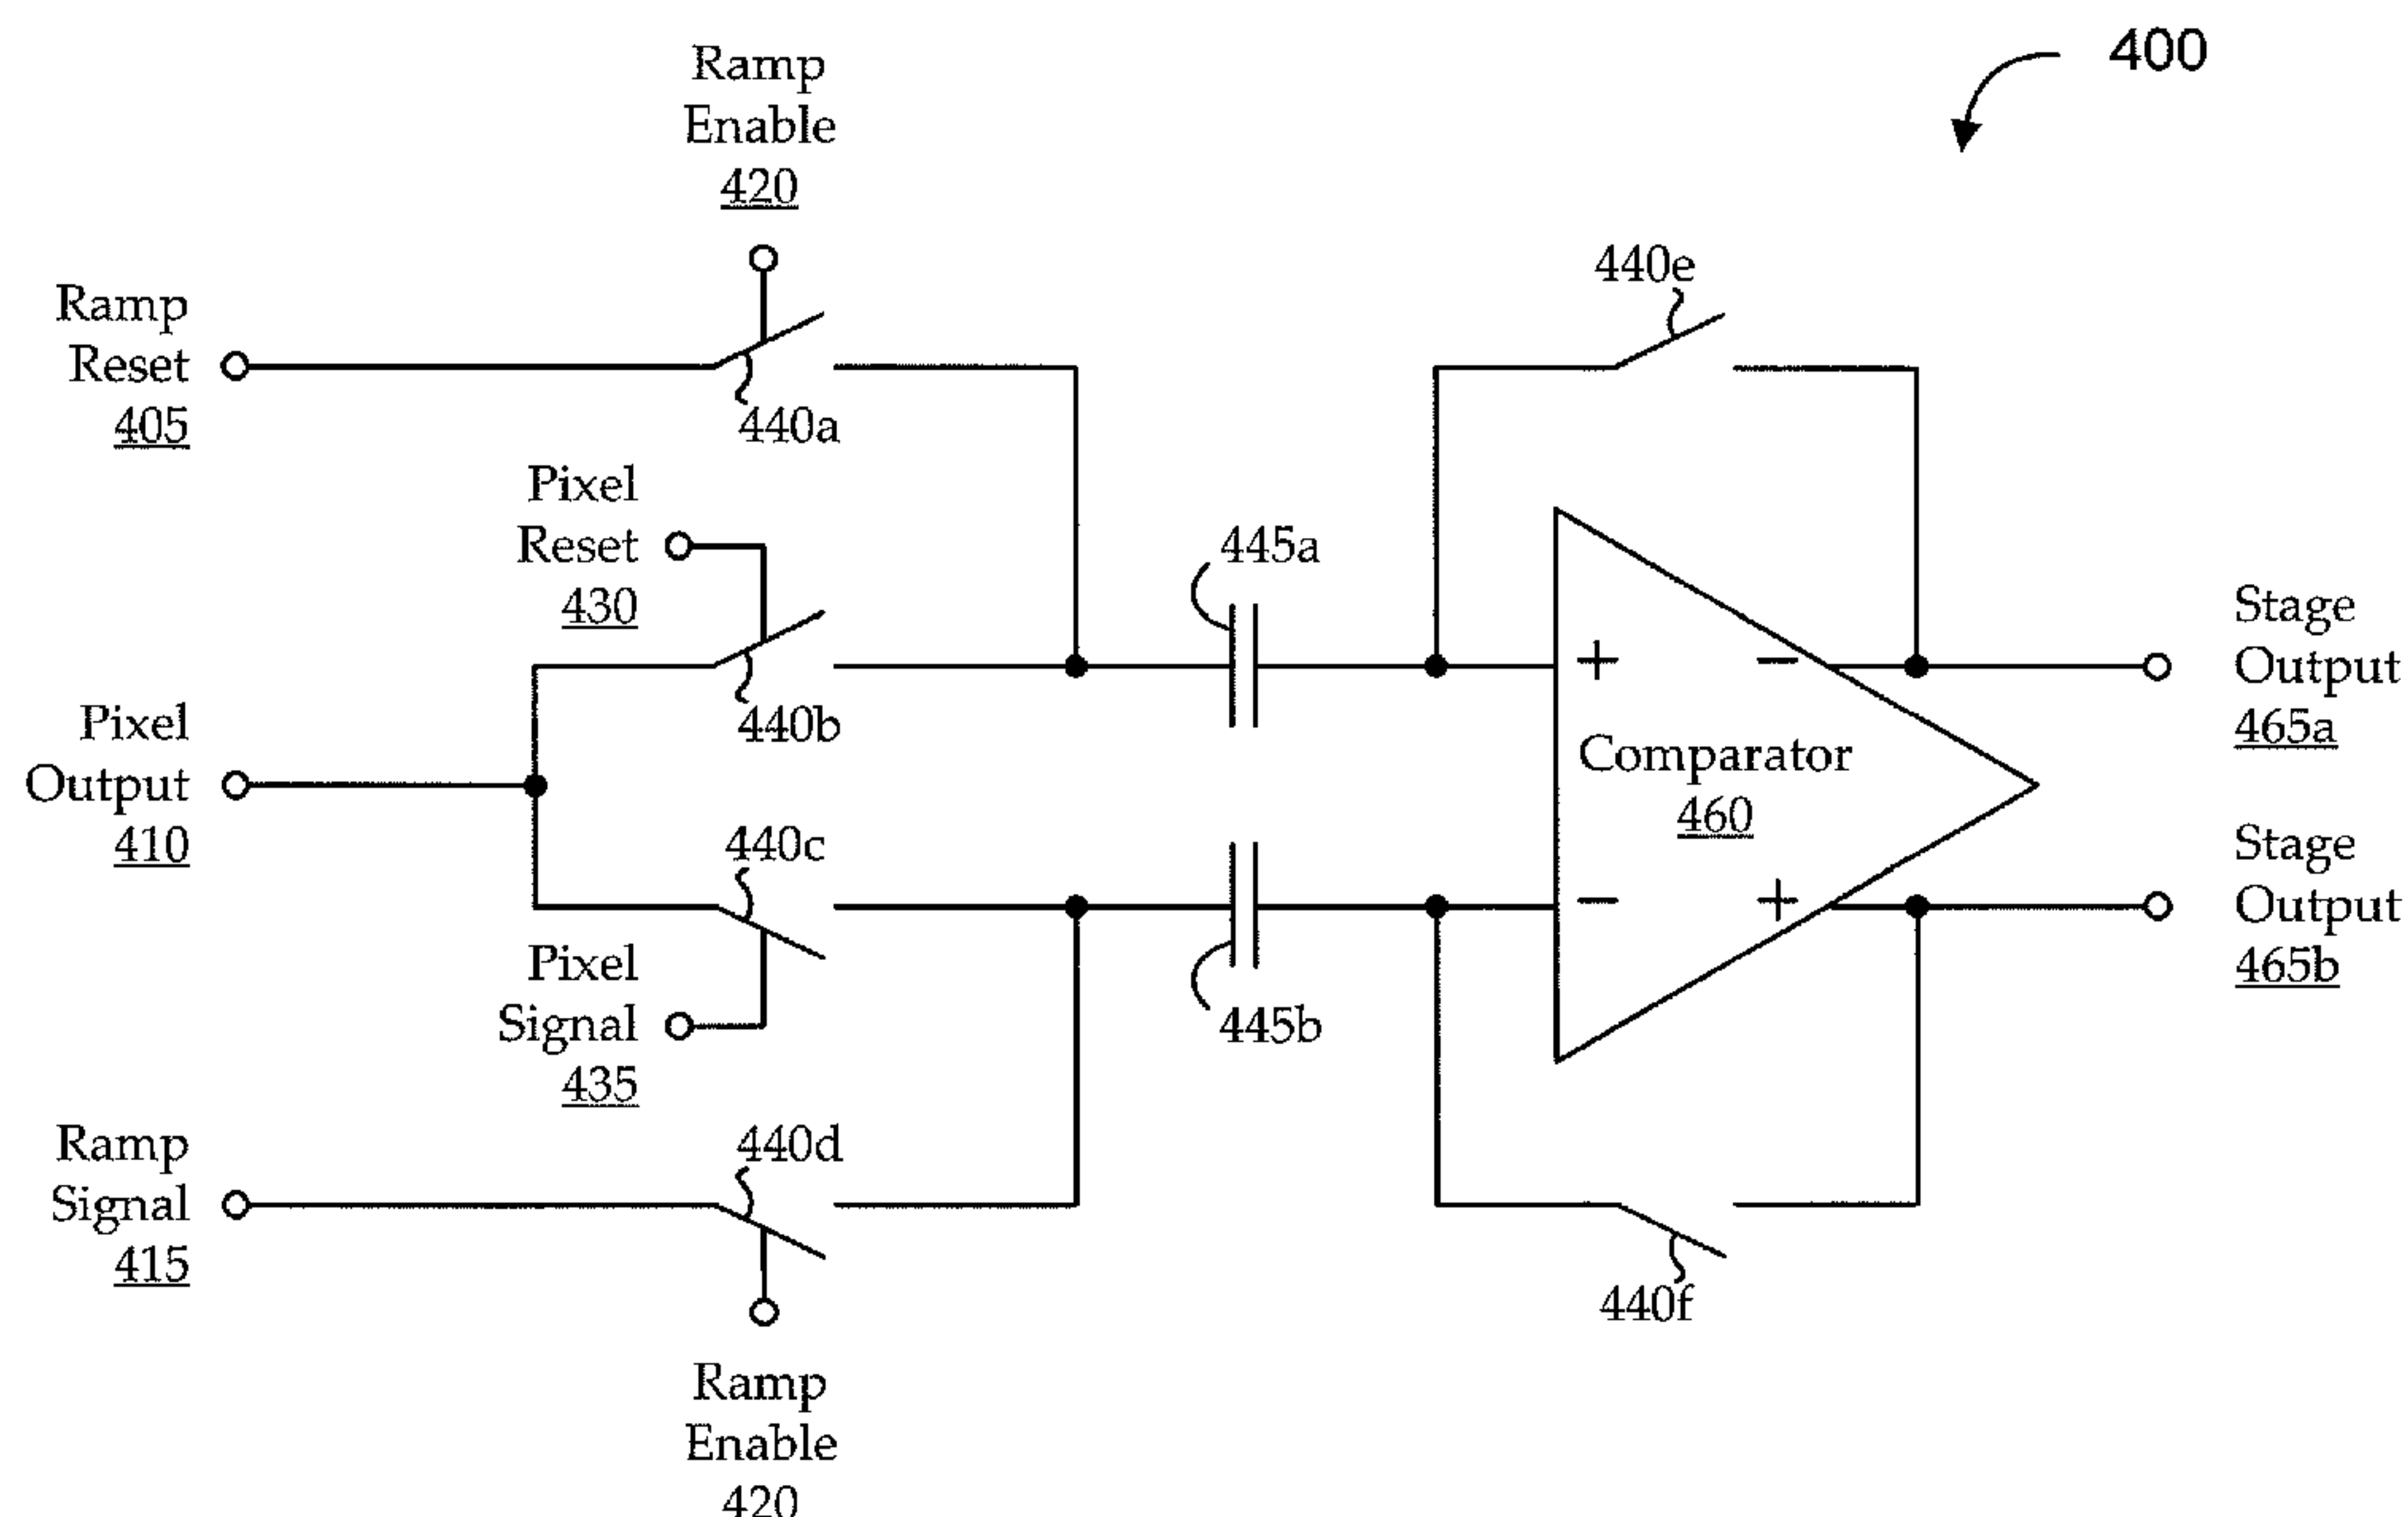 400
Ramp
Enable
420
440e
Ramp
Reset
405
440a
Pixel
Reset
430
445a
440b
Stage
Output
465a
+
−
Comparator
460
Pixel
Output
410
440c
−
+
Stage
Output
465b
Pixel
Signal
435
445b
Ramp
Signal
415
440d
440f
Ramp
Enable
420